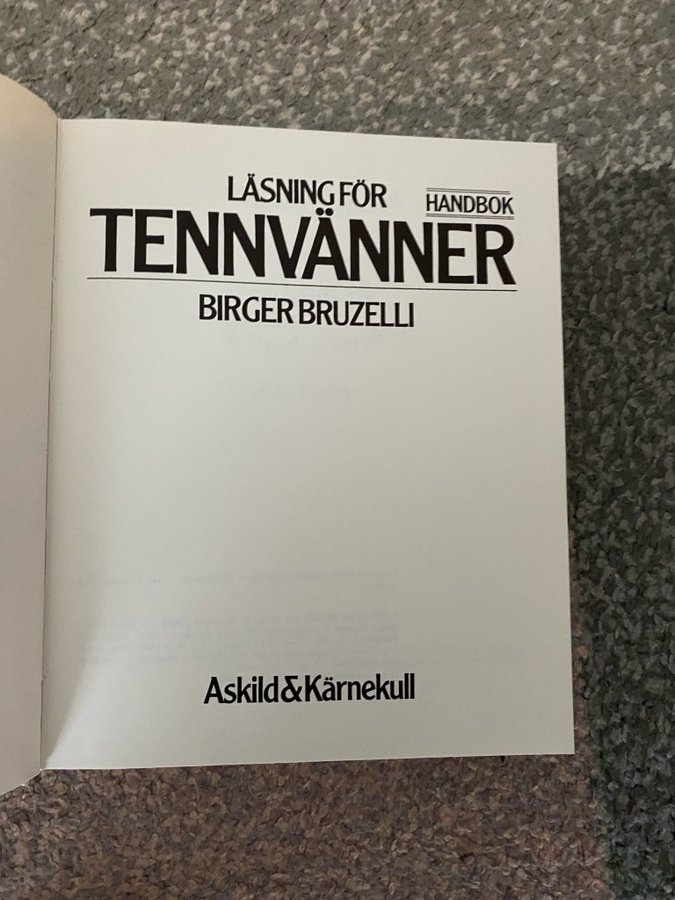 LÄSNING FÖR
HANDBOK
TENNVÄNNER
BIRGER BRUZELLI
Askild&Kärnekull